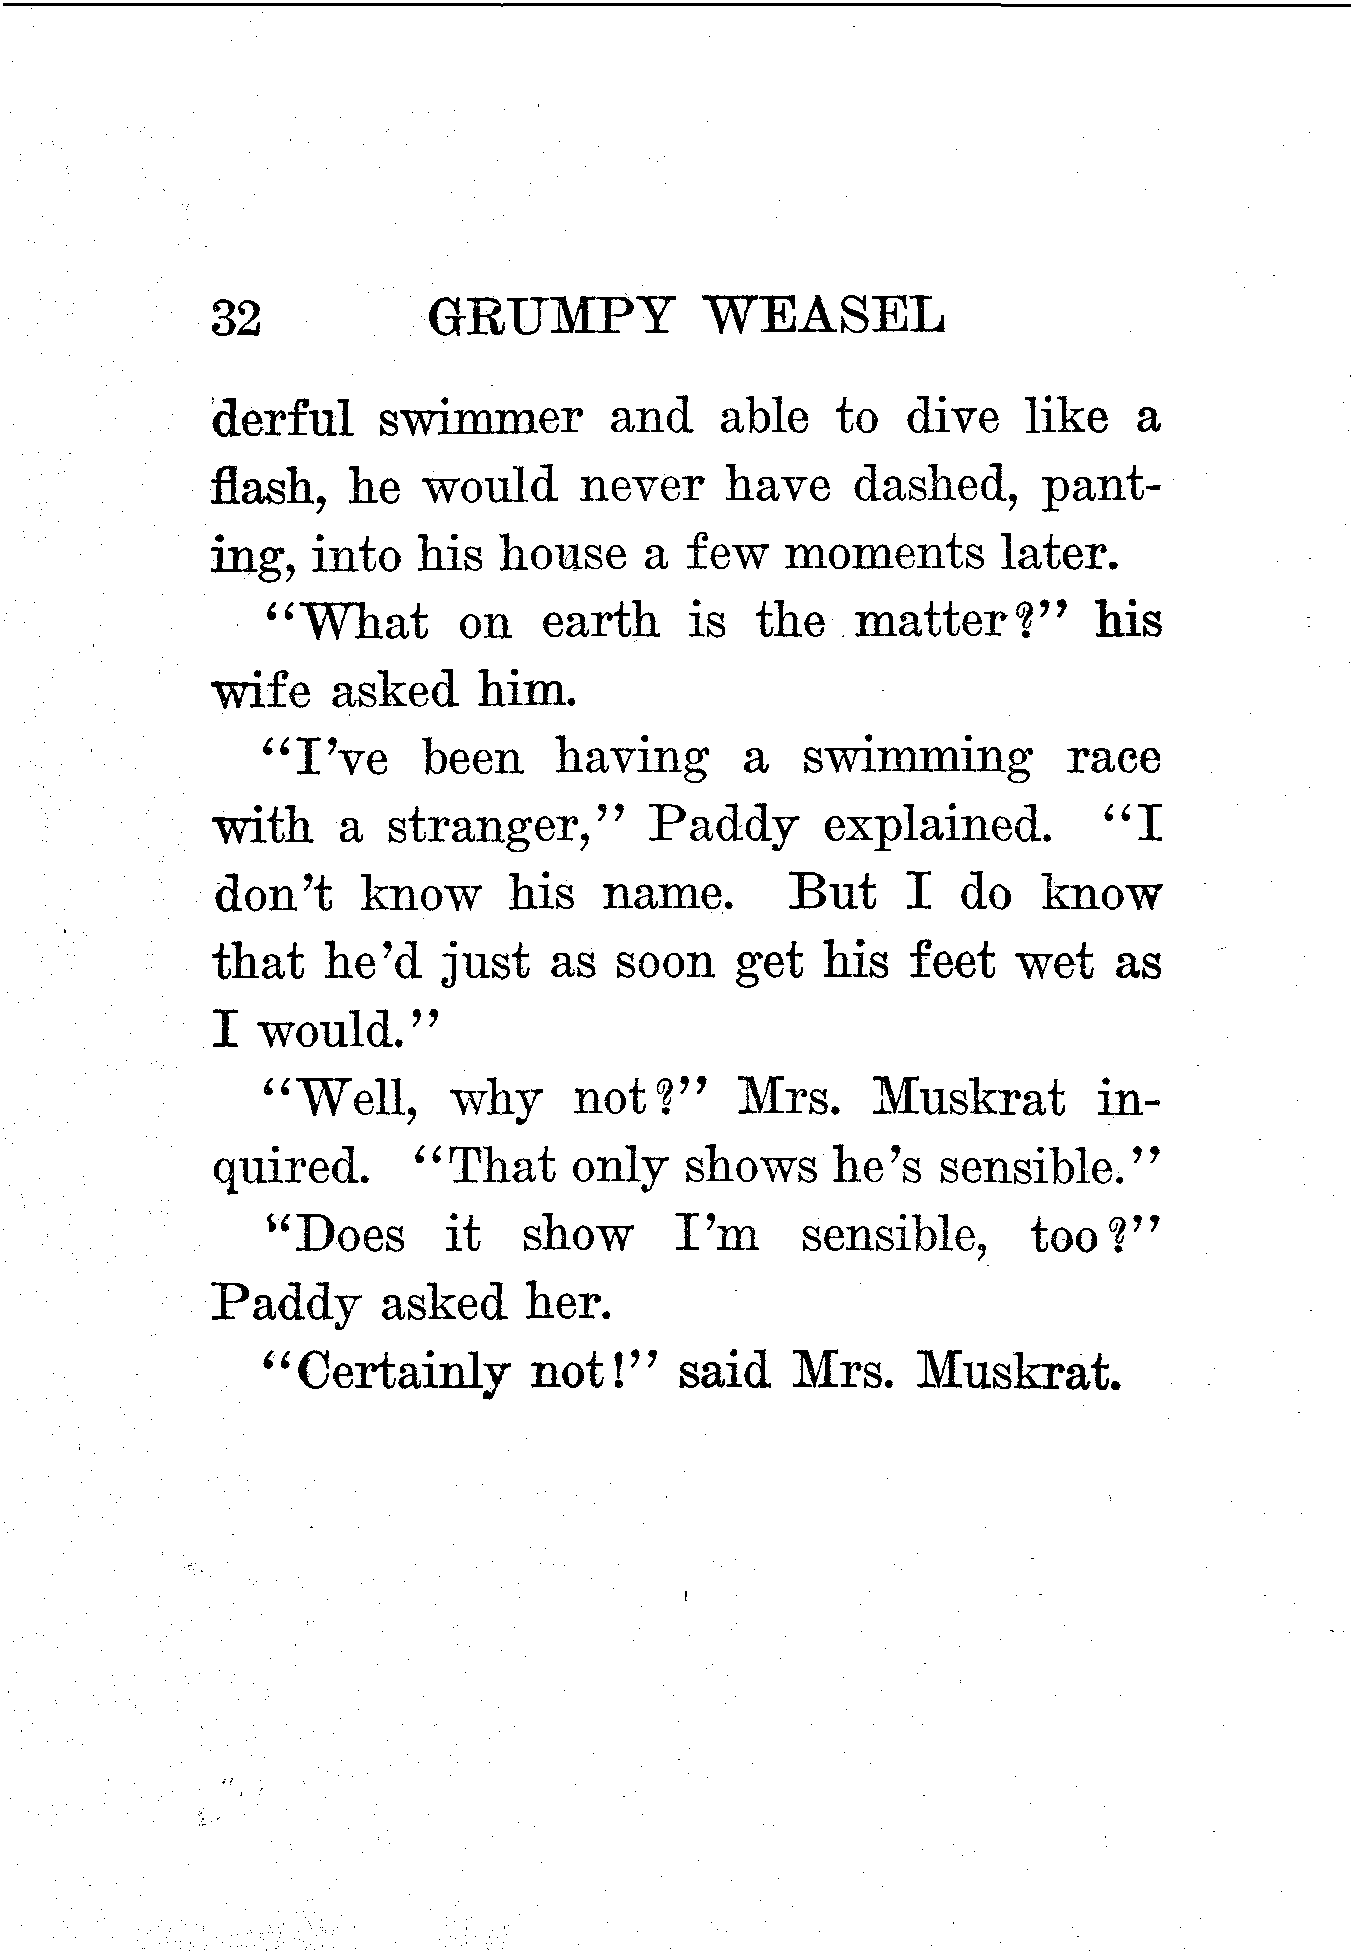 32 GRUMPY WEASEL
derful swimmer and able to dive like a
flash, he would never have dashed, pant-
ing, into his house a few moments later.
"What on earth is the matter?" his
wife asked him.
"I've been having a swimming race
with a stranger," Paddy explained. "I
don't know his name. But I do know
that he'd just as soon get his feet wet as
I would."
"Well, why not?" Mrs. Muskrat in-
quired. "That only shows he's sensible."
"Does it show I'm sensible, too?"
Paddy asked her.
"Certainly not!" said Mrs. Muskrat.